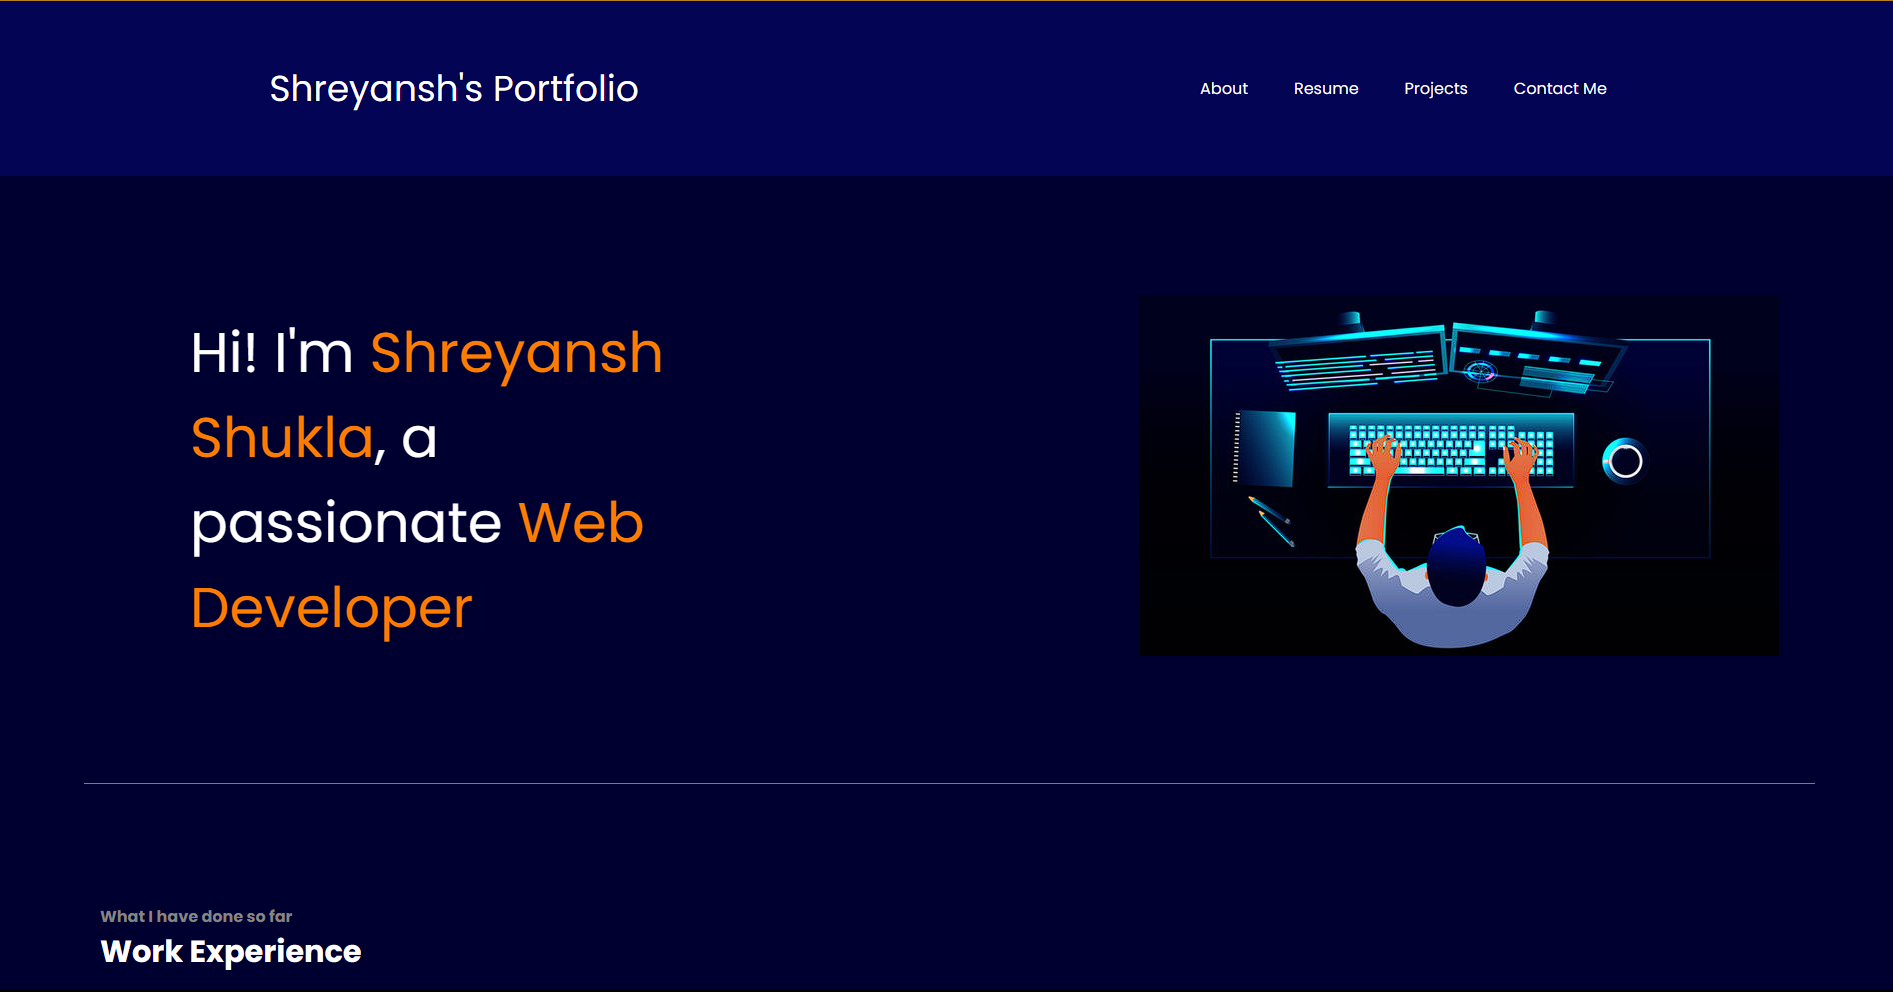 Shreyansh's Portfolio
About Resume Projects Contact Me
Hi! I'm Shreyansh
Shukla, a
passionate Web
Developer
What I have done so far
Work Experience